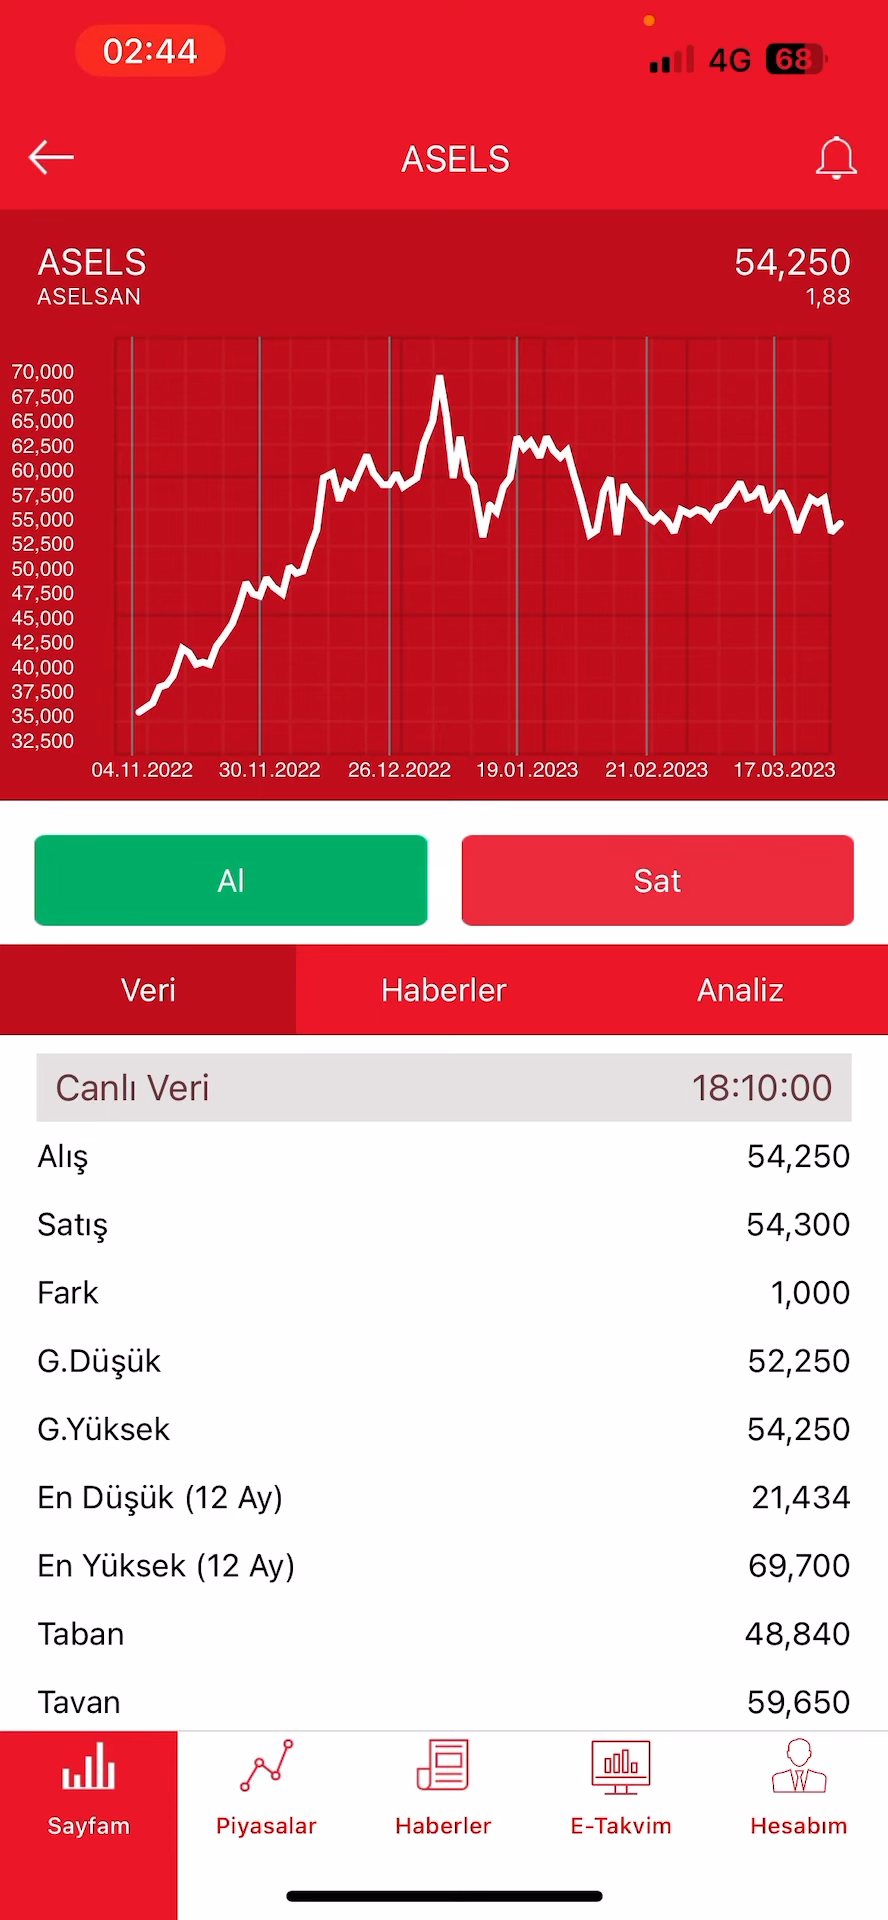 02:44
4G 68
ASELS
ASELS 54,250
ASELSAN 1,88
70,000
67,500
65,000
62,500
60,000
57,500
55,000
52,500
50,000
47,500
45,000
42,500
40,000
37,500
35,000
32,500
04.11.2022 30.11.2022 26.12.2022 19.01.2023 21.02.2023 17.03.2023
Al Sat
Veri Haberler Analiz
Canlı Veri 18:10:00
Alış 54,250
Satış 54,300
Fark 1,000
G.Düşük 52,250
G.Yüksek 54,250
En Düşük (12 Ay) 21,434
En Yüksek (12 Ay) 69,700
Taban 48,840
Tavan 59,650
Sayfam Piyasalar Haberler E-Takvim Hesabım